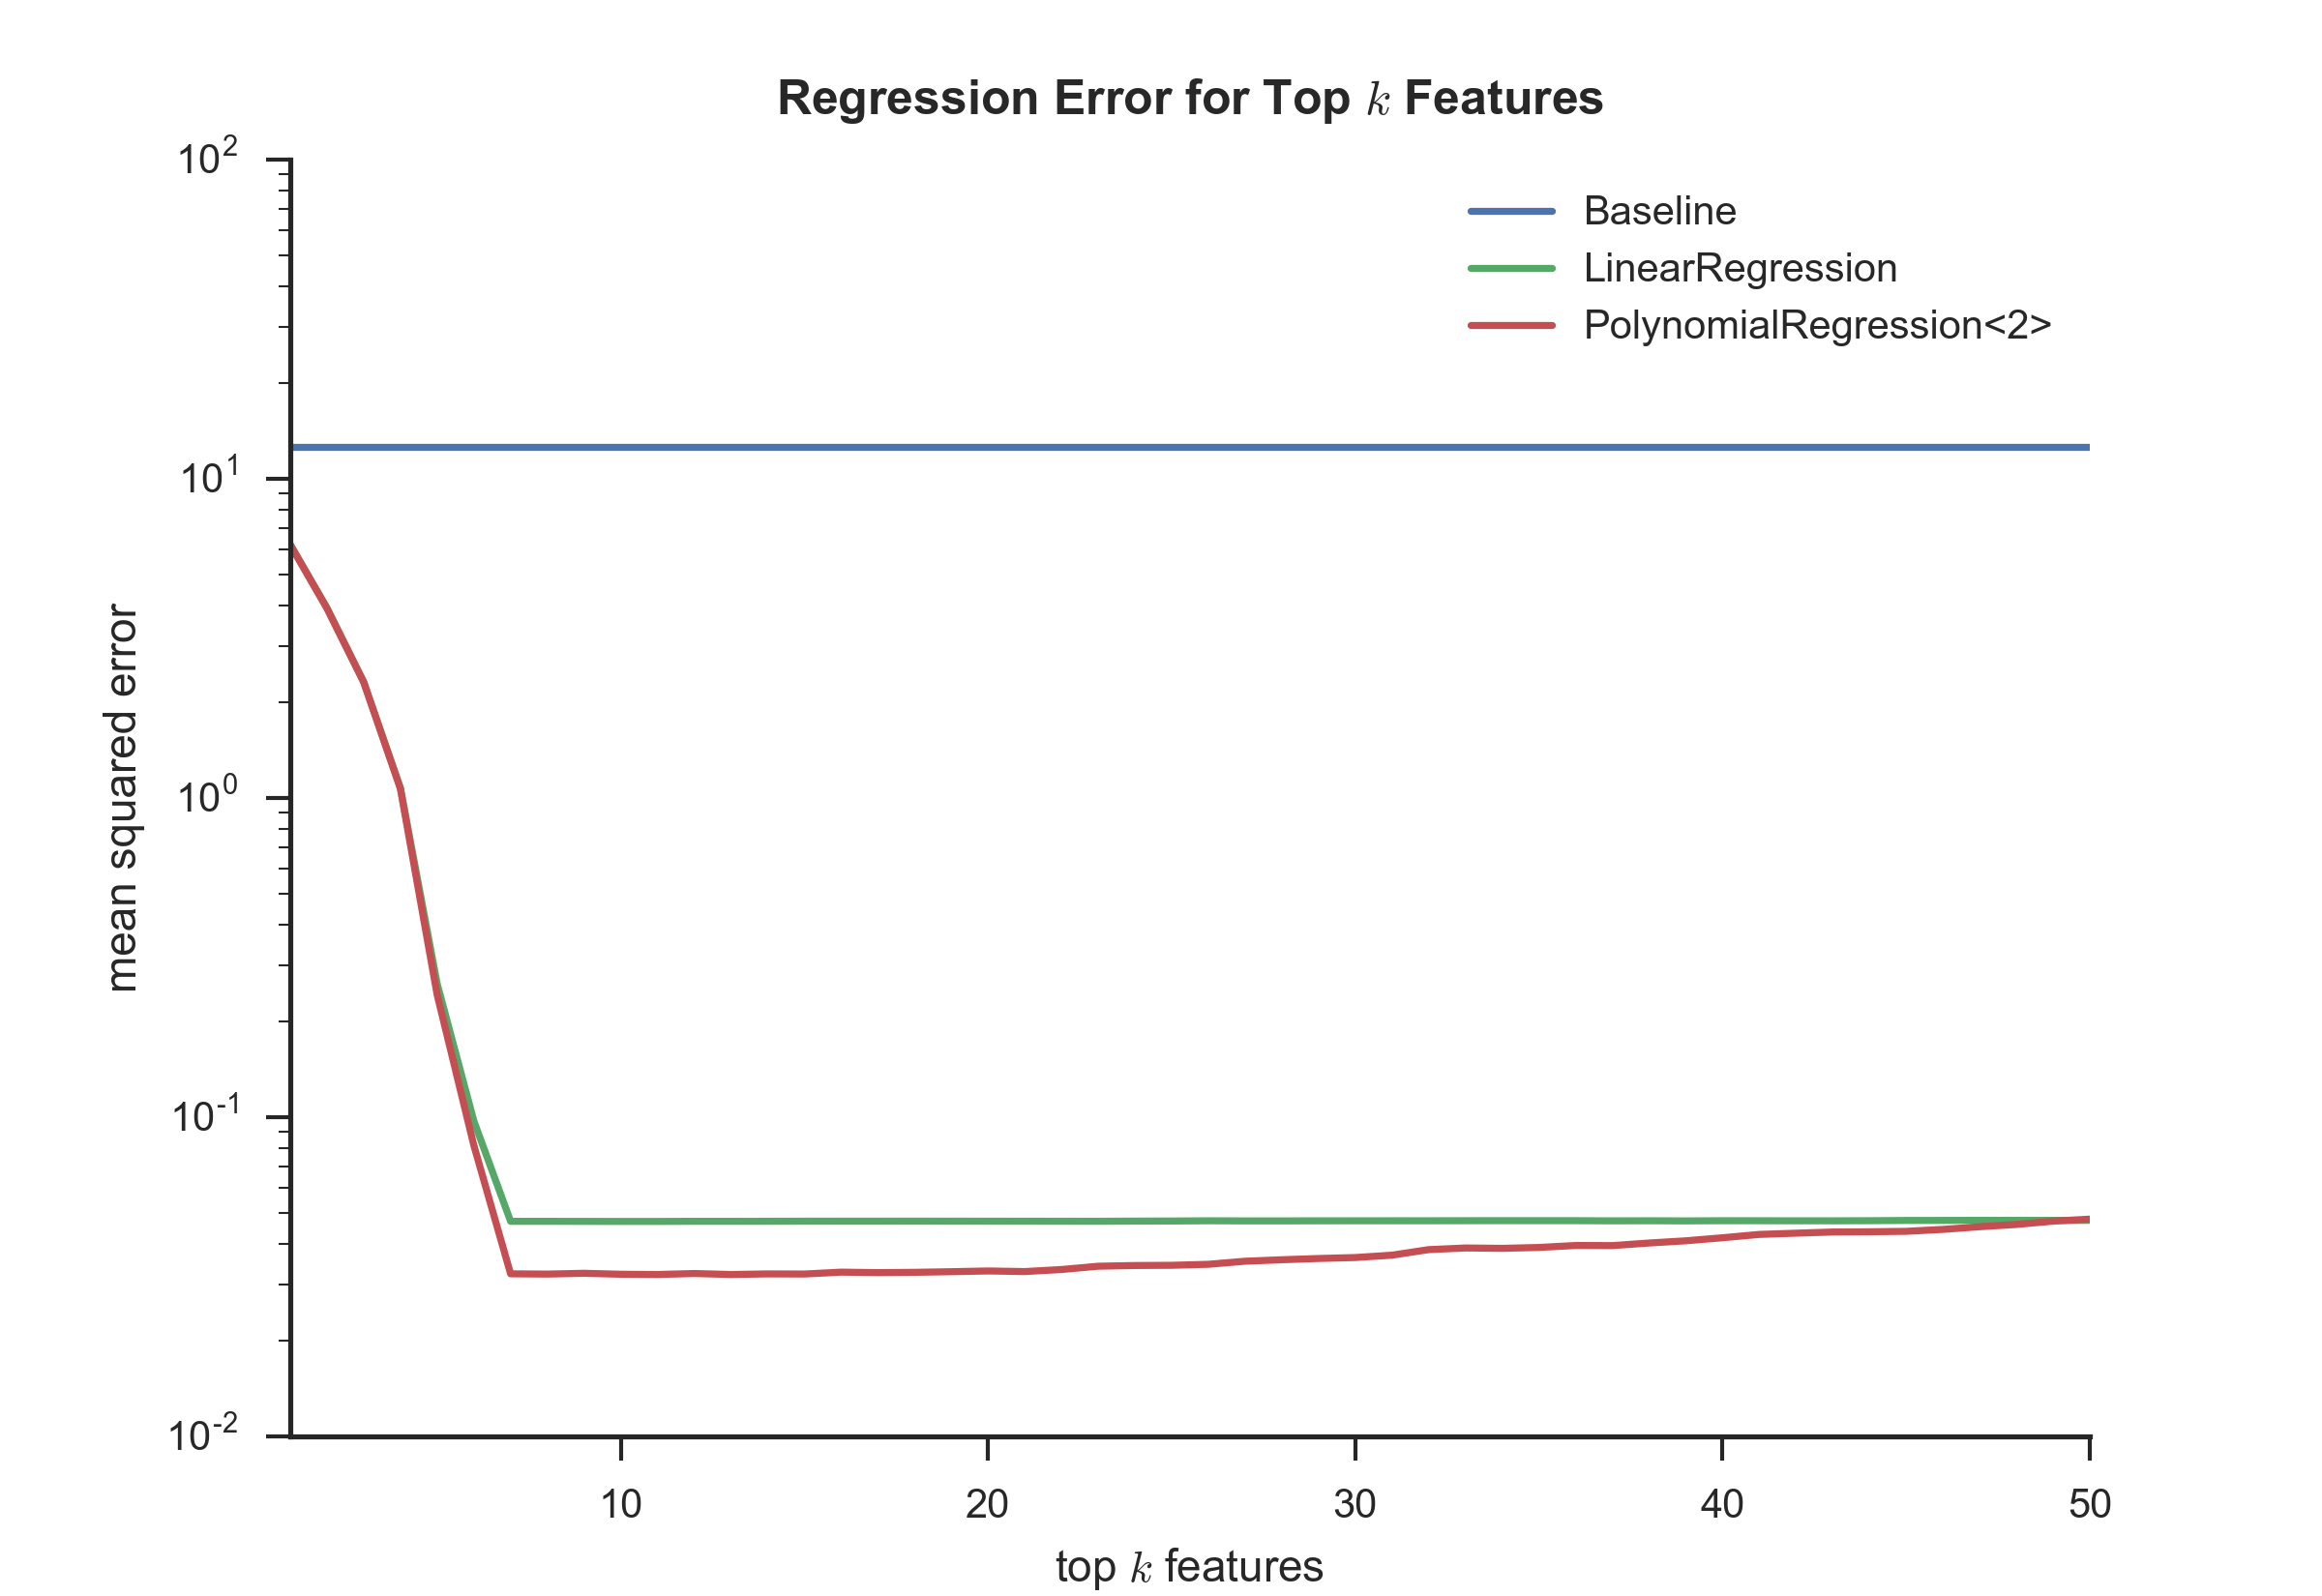 Regression Error for Top k Features
10^2
10^1
10^0
10^-1
10^-2
mean squared error
Baseline
LinearRegression
PolynomialRegression<2>
10 20 30 40 50
top k features